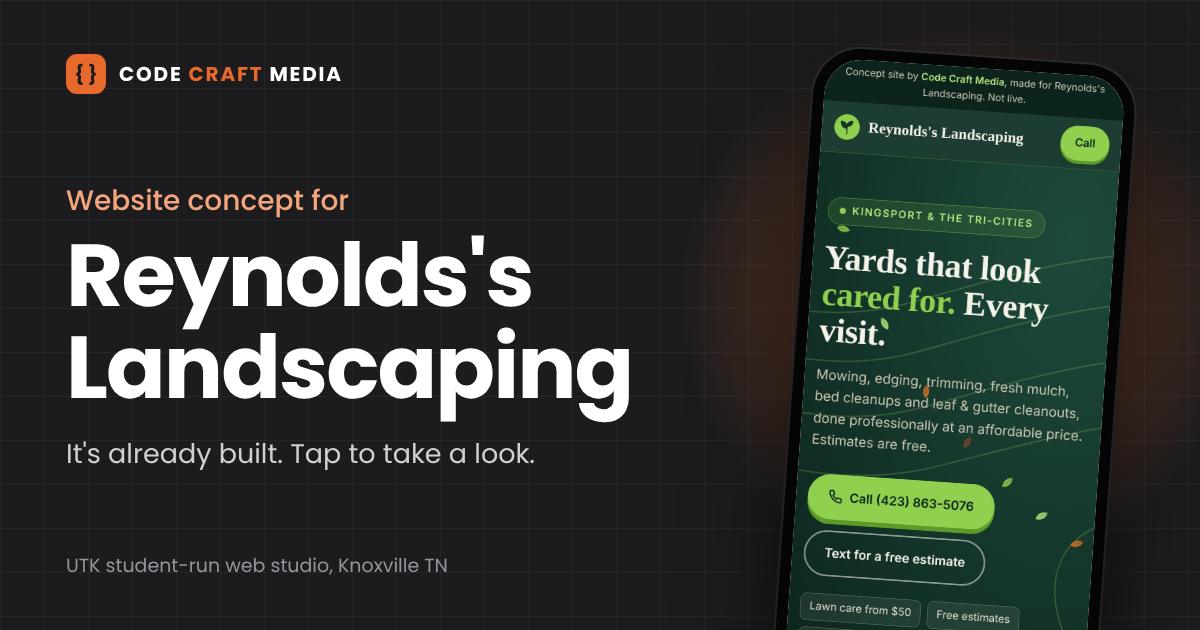 { } CODE CRAFT MEDIA
Website concept for
Reynolds's
Landscaping
It's already built. Tap to take a look.
UTK student-run web studio, Knoxville TN
Concept site by Code Craft Media, made for Reynolds's
Landscaping. Not live.
Reynolds's Landscaping
Call
KINGSPORT & THE TRI-CITIES
Yards that look
cared for. Every
visit.
Mowing, edging, trimming, fresh mulch,
bed cleanups and leaf & gutter cleanouts,
done professionally at an affordable price.
Estimates are free.
Call (423) 863-5076
Text for a free estimate
Lawn care from $50
Free estimates